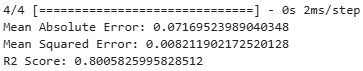 4/4 [==============================] - 0s 2ms/step
Mean Absolute Error: 0.07169523989040348
Mean Squared Error: 0.008211902172520128
R2 Score: 0.8005825995828512